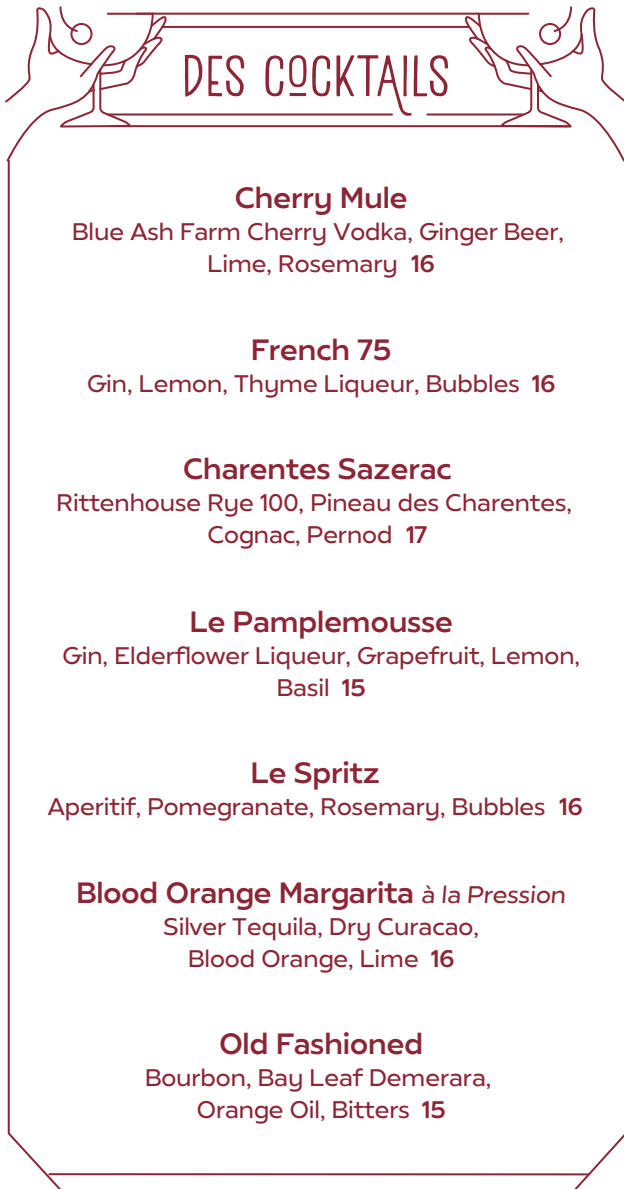 DES COCKTAILS
Cherry Mule
Blue Ash Farm Cherry Vodka, Ginger Beer,
Lime, Rosemary 16
French 75
Gin, Lemon, Thyme Liqueur, Bubbles 16
Charentes Sazerac
Rittenhouse Rye 100, Pineau des Charentes,
Cognac, Pernod 17
Le Pamplemousse
Gin, Elderflower Liqueur, Grapefruit, Lemon,
Basil 15
Le Spritz
Aperitif, Pomegranate, Rosemary, Bubbles 16
Blood Orange Margarita à la Pression
Silver Tequila, Dry Curacao,
Blood Orange, Lime 16
Old Fashioned
Bourbon, Bay Leaf Demerara,
Orange Oil, Bitters 15